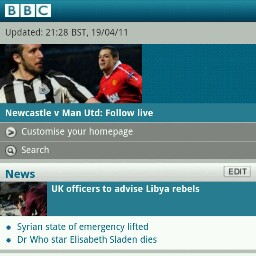 BBC
Updated: 21:28 BST, 19/04/11
Newcastle v Man Utd: Follow live
Customise your homepage
Search
News
EDIT
UK officers to advise Libya rebels
Syrian state of emergency lifted
Dr Who star Elisabeth Sladen dies